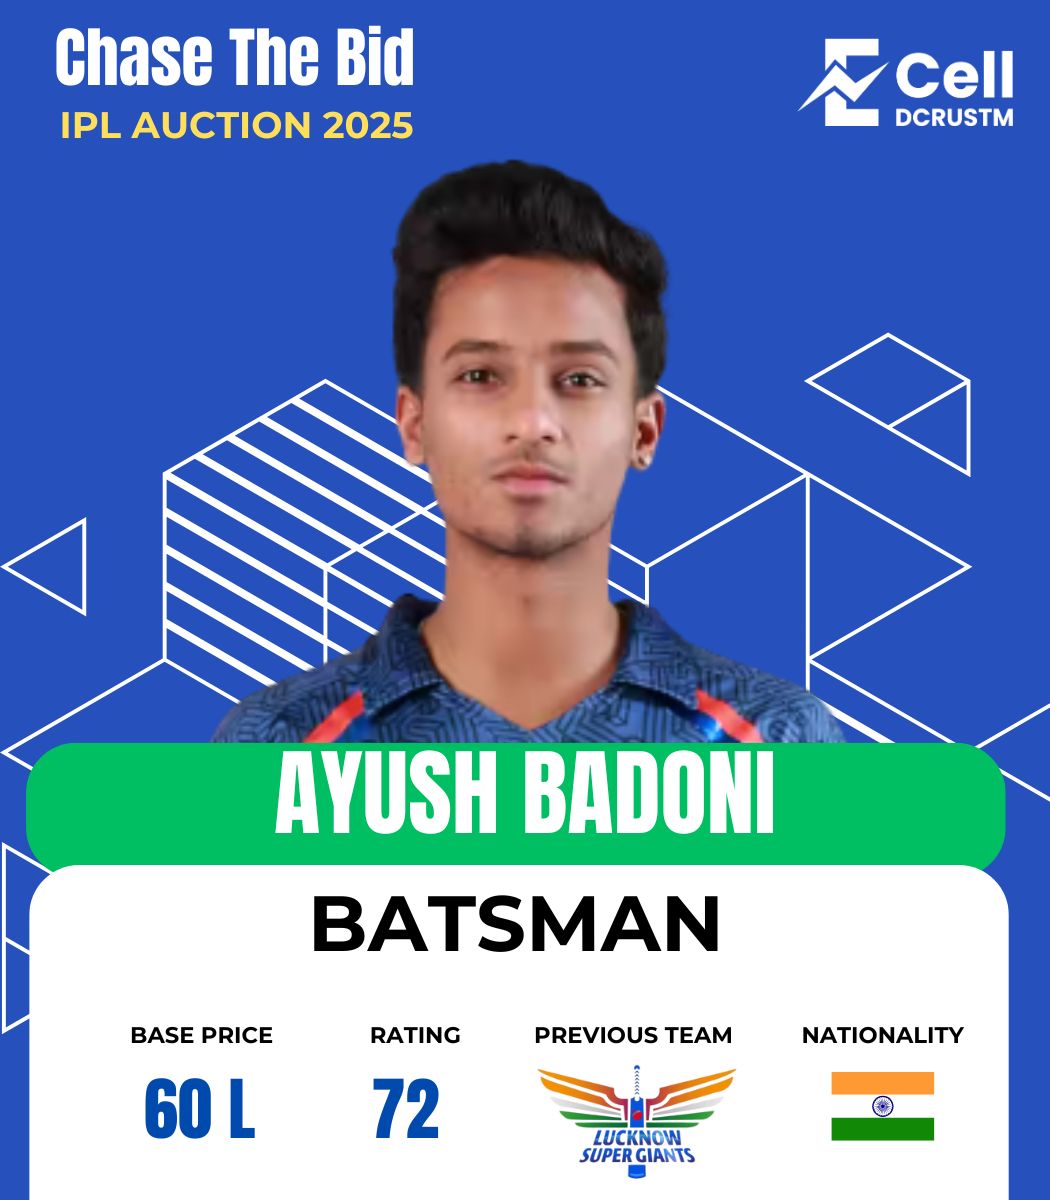 Chase The Bid
IPL AUCTION 2025
Cell
DCRUSTM
AYUSH BADONI
BATSMAN
BASE PRICE
RATING
PREVIOUS TEAM
NATIONALITY
60 L
72
LUCKNOW
SUPER GIANTS